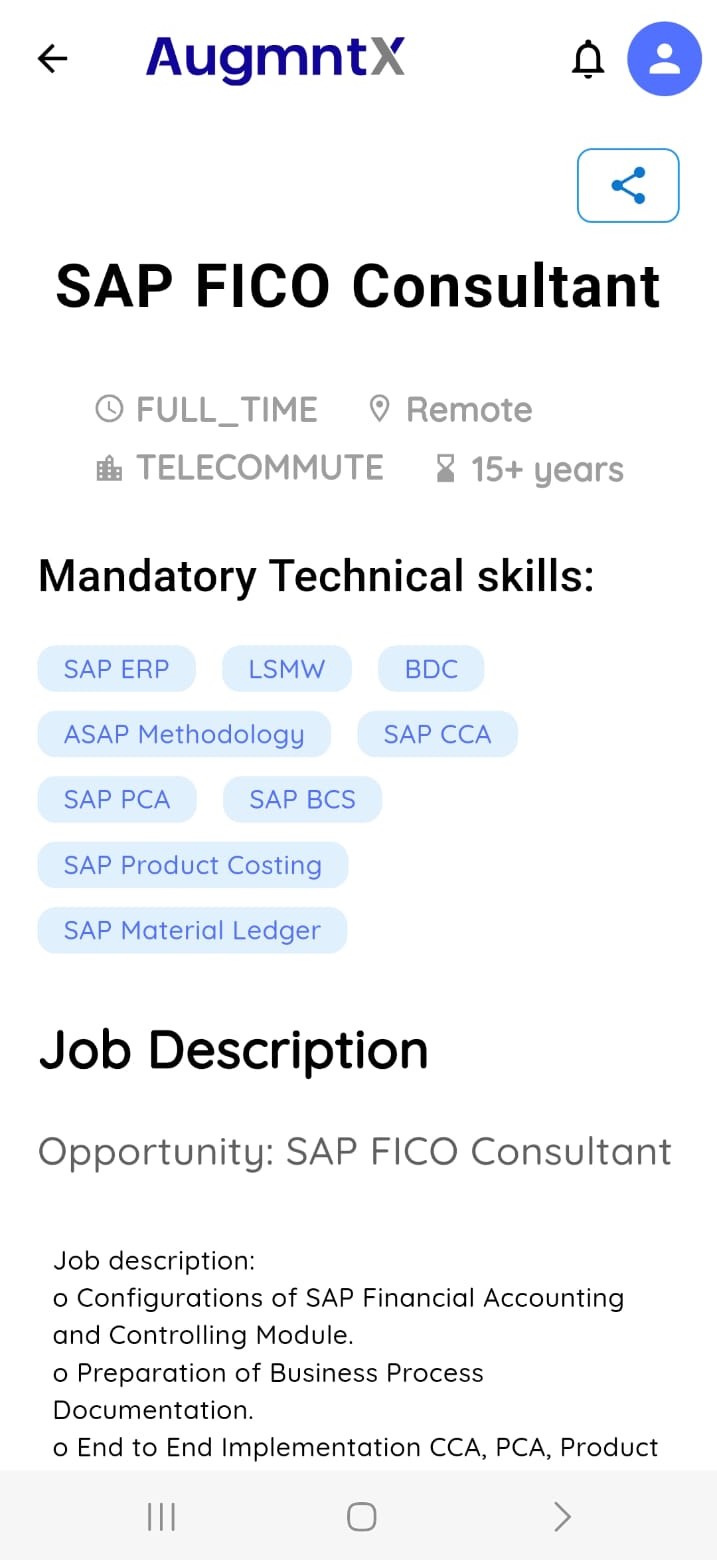 AugmntX
SAP FICO Consultant
FULL_TIME Remote
TELECOMMUTE 15+ years
Mandatory Technical skills:
SAP ERP LSMW BDC
ASAP Methodology SAP CCA
SAP PCA SAP BCS
SAP Product Costing
SAP Material Ledger
Job Description
Opportunity: SAP FICO Consultant
Job description:
o Configurations of SAP Financial Accounting
and Controlling Module.
o Preparation of Business Process
Documentation.
o End to End Implementation CCA, PCA, Product